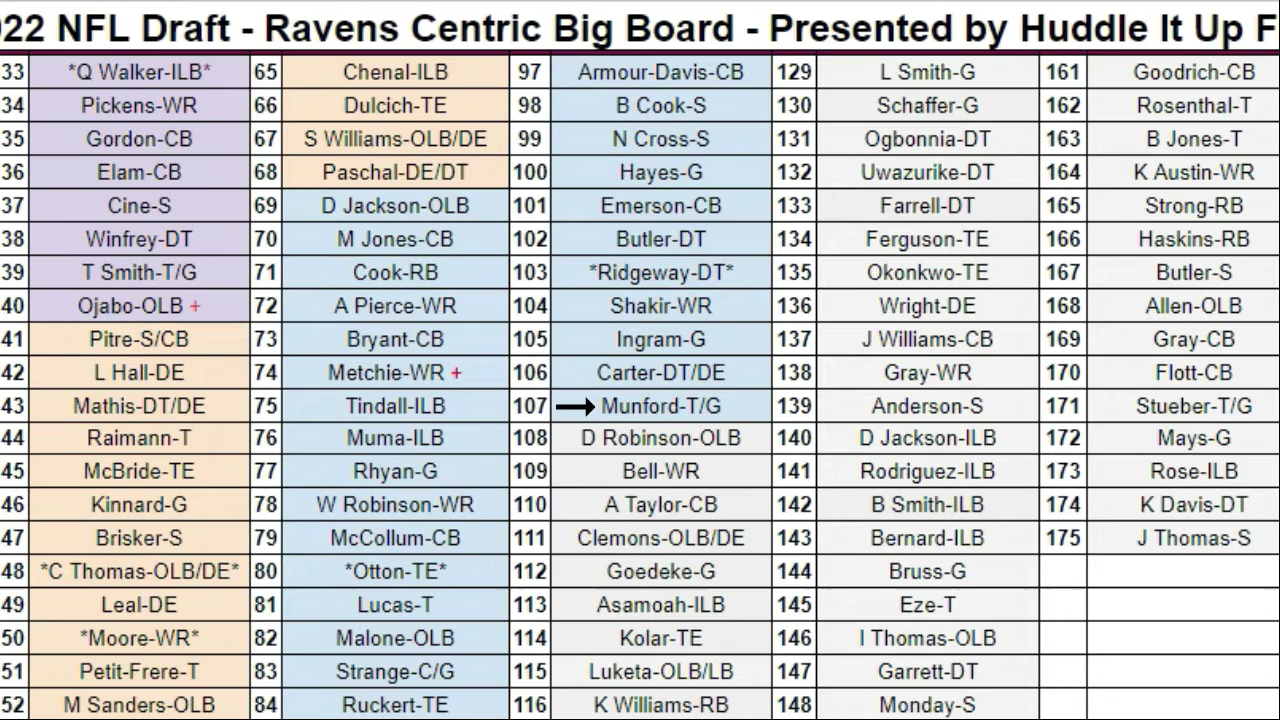 022 NFL Draft - Ravens Centric Big Board - Presented by Huddle It Up F
33 *Q Walker-ILB* 65 Chenal-ILB 97 Armour-Davis-CB 129 L Smith-G 161 Goodrich-CB
34 Pickens-WR 66 Dulcich-TE 98 B Cook-S 130 Schaffer-G 162 Rosenthal-T
35 Gordon-CB 67 S Williams-OLB/DE 99 N Cross-S 131 Ogbonnia-DT 163 B Jones-T
36 Elam-CB 68 Paschal-DE/DT 100 Hayes-G 132 Uwazurike-DT 164 K Austin-WR
37 Cine-S 69 D Jackson-OLB 101 Emerson-CB 133 Farrell-DT 165 Strong-RB
38 Winfrey-DT 70 M Jones-CB 102 Butler-DT 134 Ferguson-TE 166 Haskins-RB
39 T Smith-T/G 71 Cook-RB 103 *Ridgeway-DT* 135 Okonkwo-TE 167 Butler-S
40 Ojabo-OLB + 72 A Pierce-WR 104 Shakir-WR 136 Wright-DE 168 Allen-OLB
41 Pitre-S/CB 73 Bryant-CB 105 Ingram-G 137 J Williams-CB 169 Gray-CB
42 L Hall-DE 74 Metchie-WR + 106 Carter-DT/DE 138 Gray-WR 170 Flott-CB
43 Mathis-DT/DE 75 Tindall-ILB 107 Munford-T/G 139 Anderson-S 171 Stueber-T/G
44 Raimann-T 76 Muma-ILB 108 D Robinson-OLB 140 D Jackson-ILB 172 Mays-G
45 McBride-TE 77 Rhyan-G 109 Bell-WR 141 Rodriguez-ILB 173 Rose-ILB
46 Kinnard-G 78 W Robinson-WR 110 A Taylor-CB 142 B Smith-ILB 174 K Davis-DT
47 Brisker-S 79 McCollum-CB 111 Clemons-OLB/DE 143 Bernard-ILB 175 J Thomas-S
48 *C Thomas-OLB/DE* 80 *Otton-TE* 112 Goedeke-G 144 Bruss-G
49 Leal-DE 81 Lucas-T 113 Asamoah-ILB 145 Eze-T
50 *Moore-WR* 82 Malone-OLB 114 Kolar-TE 146 I Thomas-OLB
51 Petit-Frere-T 83 Strange-C/G 115 Luketa-OLB/LB 147 Garrett-DT
52 M Sanders-OLB 84 Ruckert-TE 116 K Williams-RB 148 Monday-S